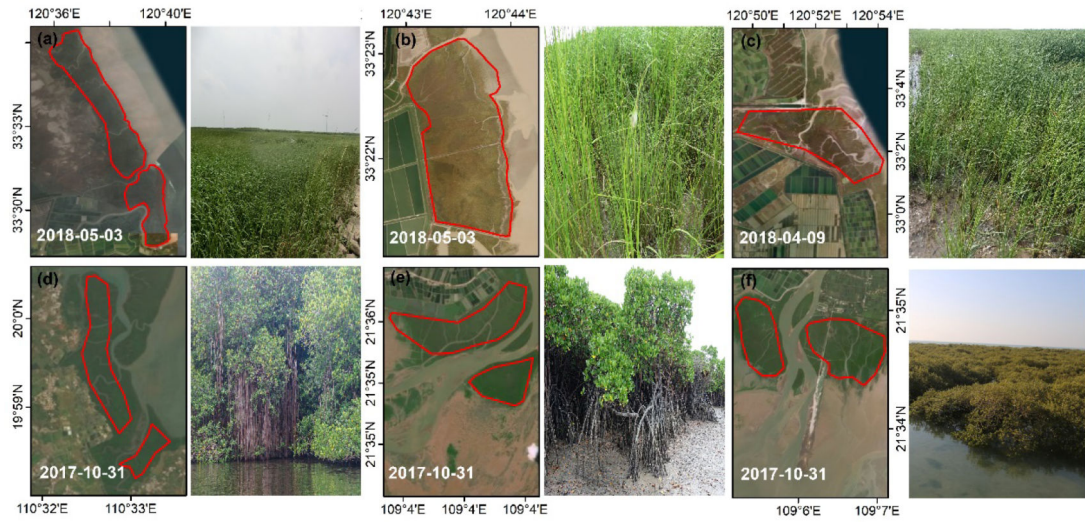 120°36'E 120°40'E
120°43'E 120°44'E
120°50'E 120°52'E 120°54'E
(a)
33°33'N
33°30'N
2018-05-03
(b)
33°23'N
33°22'N
2018-05-03
(c)
33°4'N
33°2'N
33°0'N
2018-04-09
(d)
20°0'N
19°59'N
2017-10-31
110°32'E 110°33'E
(e)
21°36'N
21°35'N
21°35'N
2017-10-31
109°4'E 109°4'E 109°4'E
(f)
21°35'N
21°34'N
2017-10-31
109°6'E 109°7'E